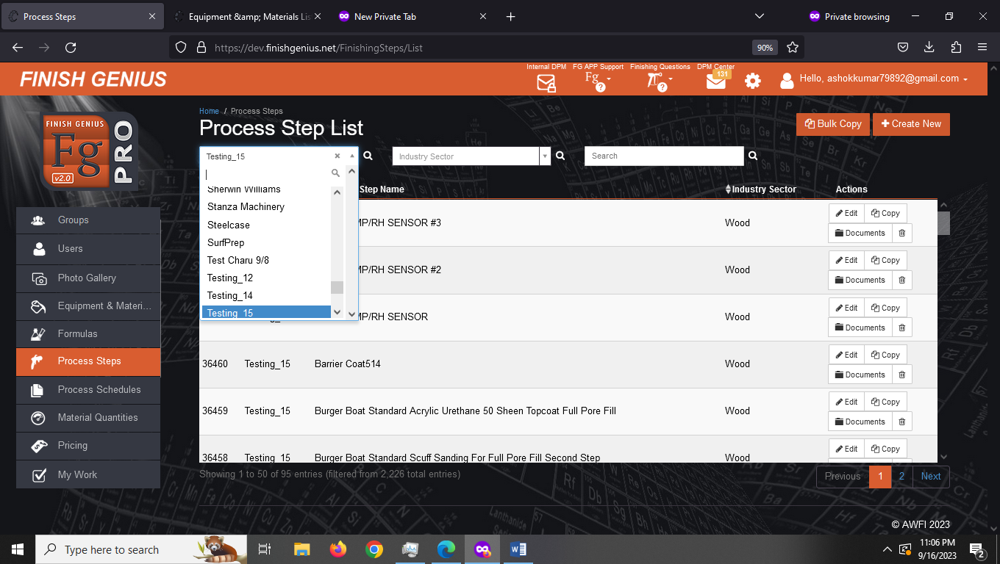 Process Steps
Equipment &amp; Materials Lis
New Private Tab
Private browsing
https://dev.finishgenius.net/FinishingSteps/List
90%
FINISH GENIUS
Internal DPM
FG APP Support
Finishing Questions
DPM Center
Fg
131
Hello, ashokkumar79892@gmail.com
FINISH GENIUS
Fg
v2.0
PRO
Home / Process Steps
Process Step List
Bulk Copy
Create New
Testing_15
Industry Sector
Search
Sherwin Williams
Stanza Machinery
Steelcase
SurfPrep
Test Charu 9/8
Testing_12
Testing_14
Testing_15
Step Name
Industry Sector
Actions
MP/RH SENSOR #3
Wood
Edit
Copy
Documents
MP/RH SENSOR #2
Wood
Edit
Copy
Documents
MP/RH SENSOR
Wood
Edit
Copy
Documents
36460
Testing_15
Barrier Coat514
Wood
Edit
Copy
Documents
36459
Testing_15
Burger Boat Standard Acrylic Urethane 50 Sheen Topcoat Full Pore Fill
Wood
Edit
Copy
Documents
36458
Testing_15
Burger Boat Standard Scuff Sanding For Full Pore Fill Second Step
Wood
Edit
Copy
Groups
Users
Photo Gallery
Equipment & Materi...
Formulas
Process Steps
Process Schedules
Material Quantities
Pricing
My Work
Showing 1 to 50 of 95 entries (filtered from 2,226 total entries)
Previous
1
2
Next
© AWFI 2023
Type here to search
11:06 PM
9/16/2023
2